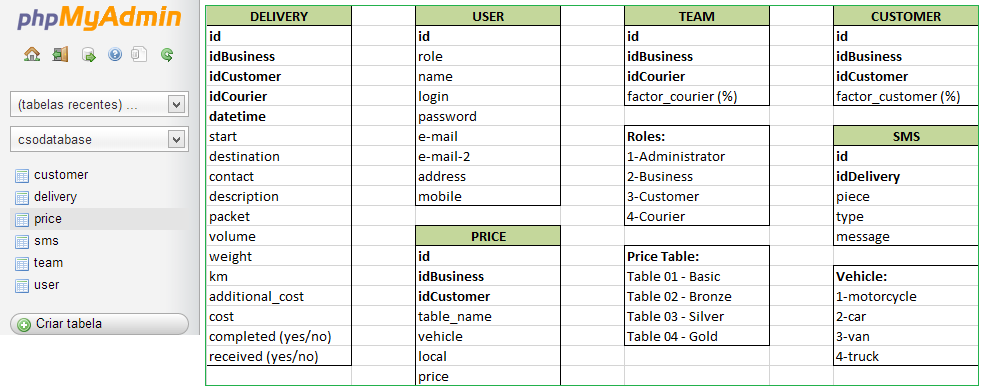 phpMyAdmin
(tabelas recentes) ...
csodatabase
customer
delivery
price
sms
team
user
Criar tabela
DELIVERY
id
idBusiness
idCustomer
idCourier
datetime
start
destination
contact
description
packet
volume
weight
km
additional_cost
cost
completed (yes/no)
received (yes/no)
USER
id
role
name
login
password
e-mail
e-mail-2
address
mobile
PRICE
id
idBusiness
idCustomer
table_name
vehicle
local
price
TEAM
id
idBusiness
idCourier
factor_courier (%)
Roles:
1-Administrator
2-Business
3-Customer
4-Courier
Price Table:
Table 01 - Basic
Table 02 - Bronze
Table 03 - Silver
Table 04 - Gold
CUSTOMER
id
idBusiness
idCustomer
factor_customer (%)
SMS
id
idDelivery
piece
type
message
Vehicle:
1-motorcycle
2-car
3-van
4-truck